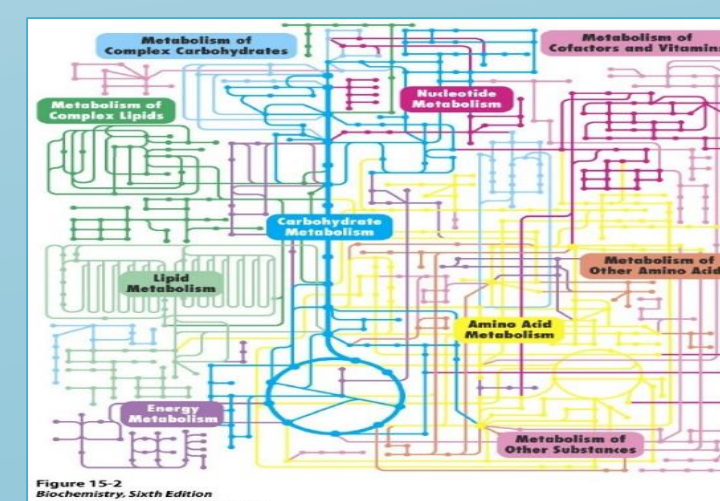 Metabolism of
Complex Carbohydrates
Metabolism of
Cofactors and Vitamins
Nucleotide
Metabolism
Metabolism of
Complex Lipids
Carbohydrate
Metabolism
Metabolism of
Other Amino Acid
Lipid
Metabolism
Amino Acid
Metabolism
Energy
Metabolism
Metabolism of
Other Substances
Figure 15-2
Biochemistry, Sixth Edition